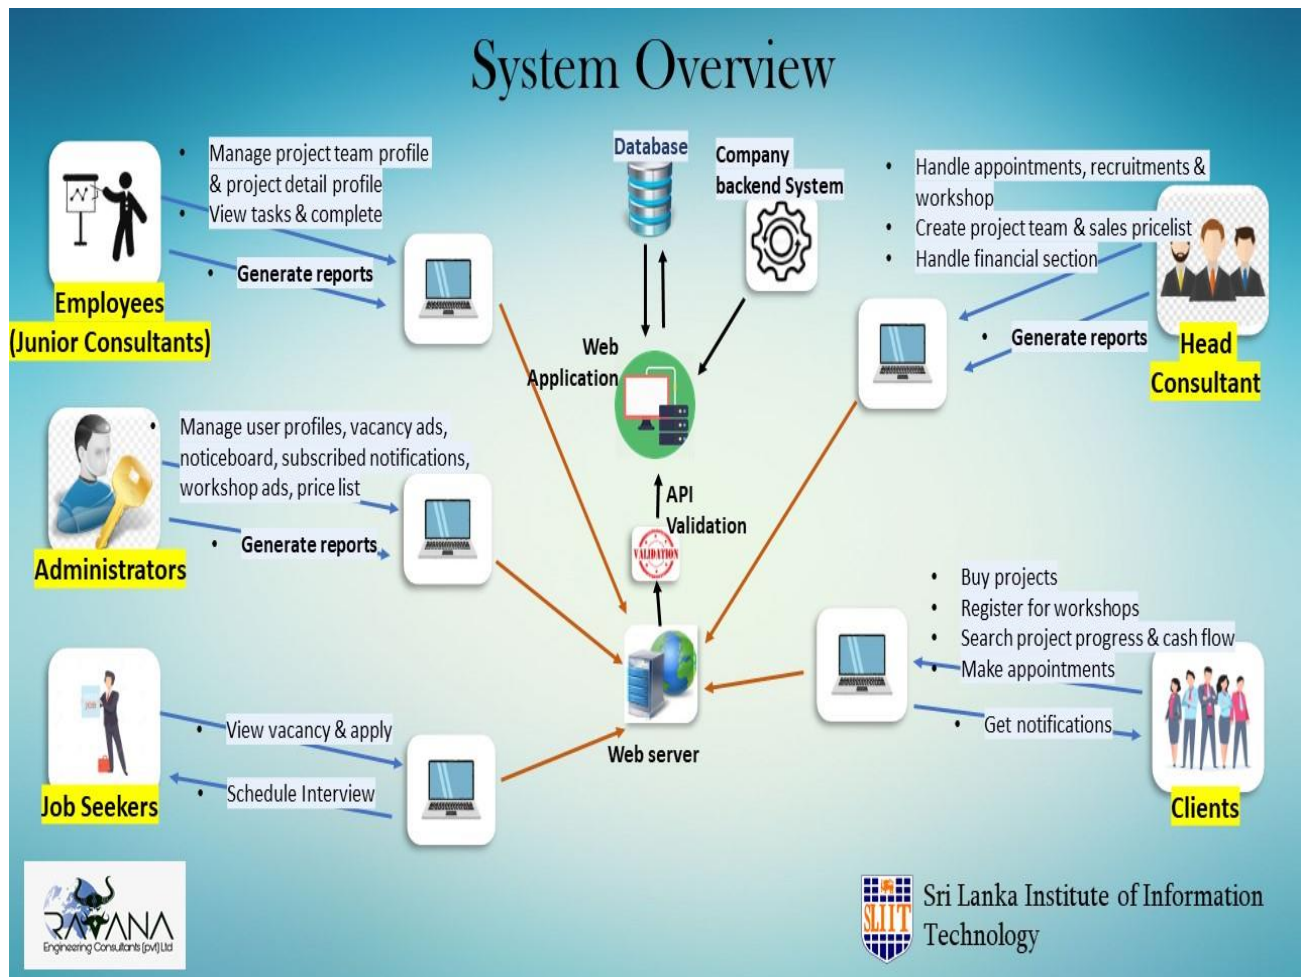 System Overview
Employees
(Junior Consultants)
• Manage project team profile
& project detail profile
• View tasks & complete
• Generate reports
Database
Company
backend System
Web
Application
API
Validation
VALIDATION
Web server
• Handle appointments, recruitments &
workshop
• Create project team & sales pricelist
• Handle financial section
• Generate reports
Head
Consultant
Administrators
• Manage user profiles, vacancy ads,
noticeboard, subscribed notifications,
workshop ads, price list
• Generate reports
• Buy projects
• Register for workshops
• Search project progress & cash flow
• Make appointments
• Get notifications
Clients
JOB
Job Seekers
• View vacancy & apply
• Schedule Interview
RAVANA
Engineering Consultants (pvt) Ltd
SLIIT
Sri Lanka Institute of Information
Technology